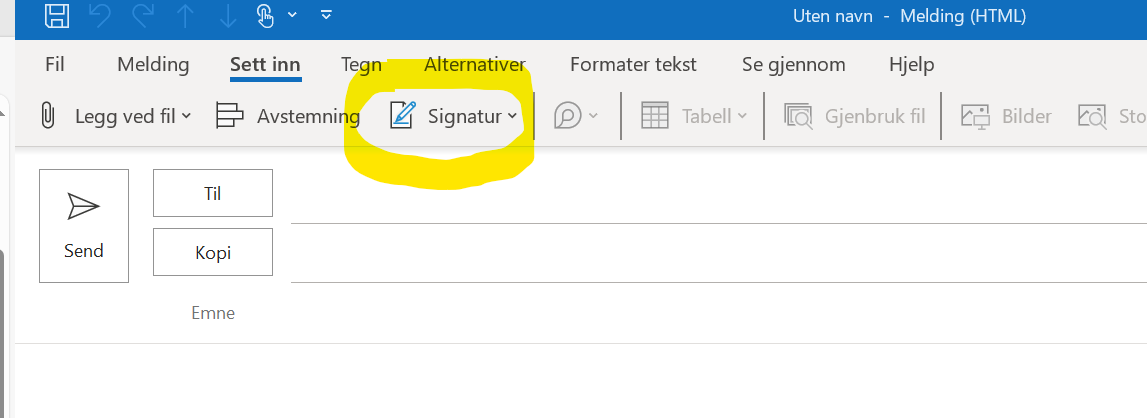 Uten navn - Melding (HTML)
Fil Melding Sett inn Tegn Alternativer Formater tekst Se gjennom Hjelp
Legg ved fil Avstemning Signatur Tabell Gjenbruk fil Bilder Sto
Til
Send
Kopi
Emne